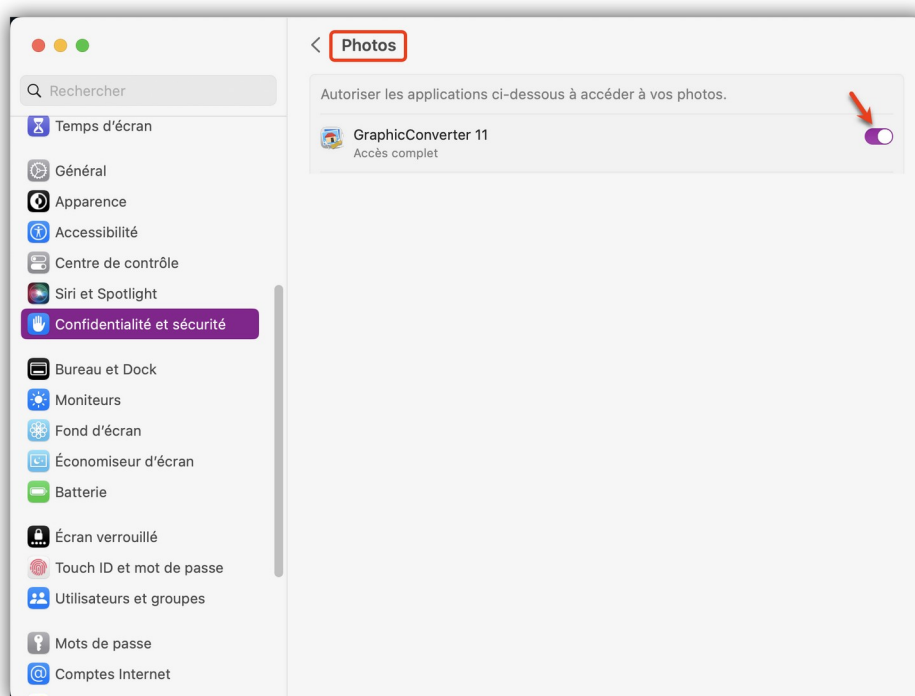 Photos
Rechercher
Autoriser les applications ci-dessous à accéder à vos photos.
GraphicConverter 11
Accès complet
Temps d'écran
Général
Apparence
Accessibilité
Centre de contrôle
Siri et Spotlight
Confidentialité et sécurité
Bureau et Dock
Moniteurs
Fond d'écran
Économiseur d'écran
Batterie
Écran verrouillé
Touch ID et mot de passe
Utilisateurs et groupes
Mots de passe
Comptes Internet